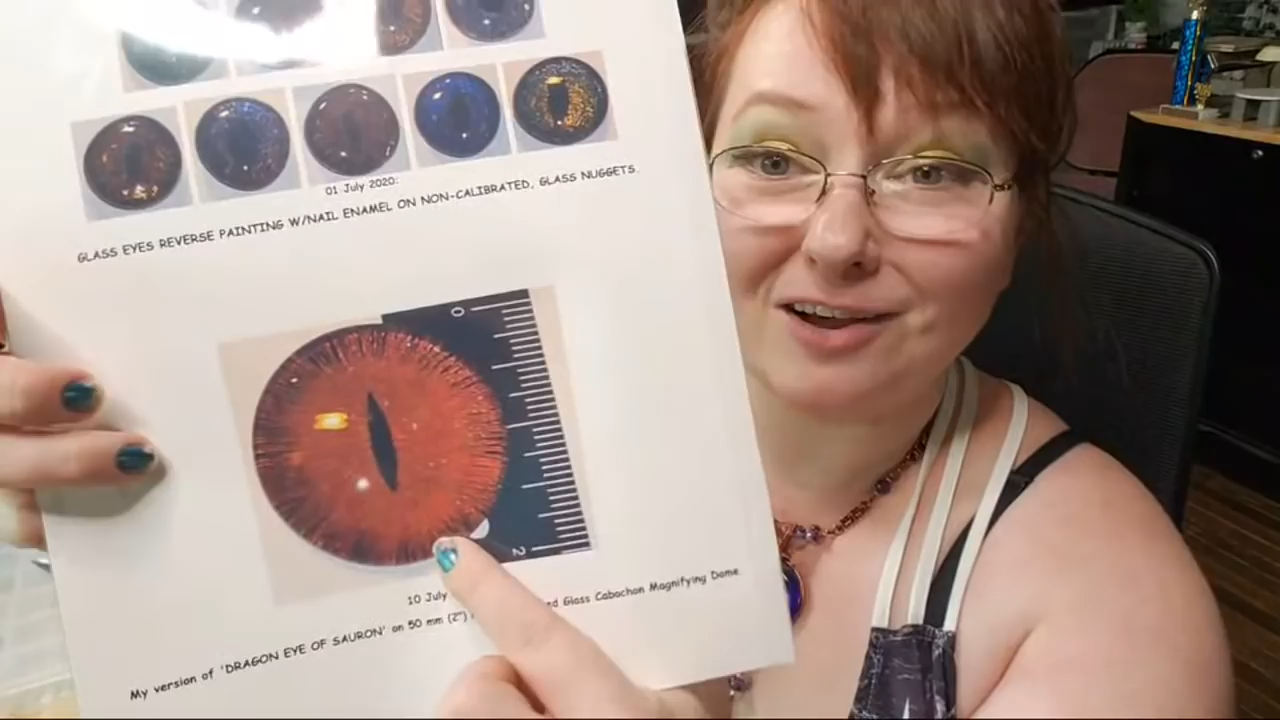 01 July 2020:
GLASS EYES REVERSE PAINTING W/NAIL ENAMEL ON NON-CALIBRATED, GLASS NUGGETS.
0
2
10 July
Glass Cabochon Magnifying Dome
My version of 'DRAGON EYE OF SAURON' on 50 mm (2")